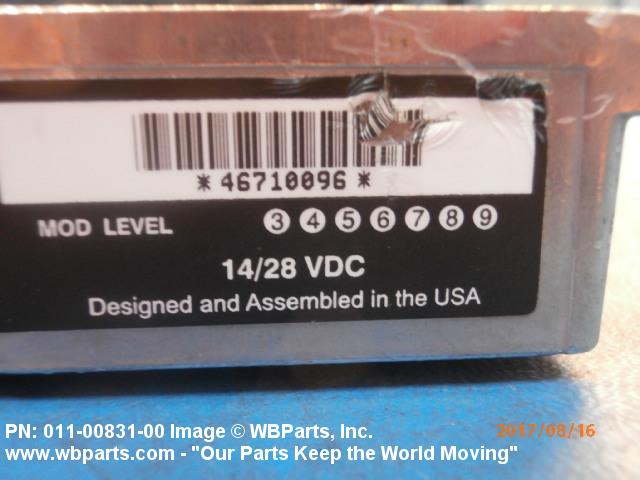 *46710096*
MOD LEVEL 3 4 5 6 7 8 9
14/28 VDC
Designed and Assembled in the USA
PN: 011-00831-00 Image © WBParts, Inc. 2017/08/16
www.wbparts.com - "Our Parts Keep the World Moving"